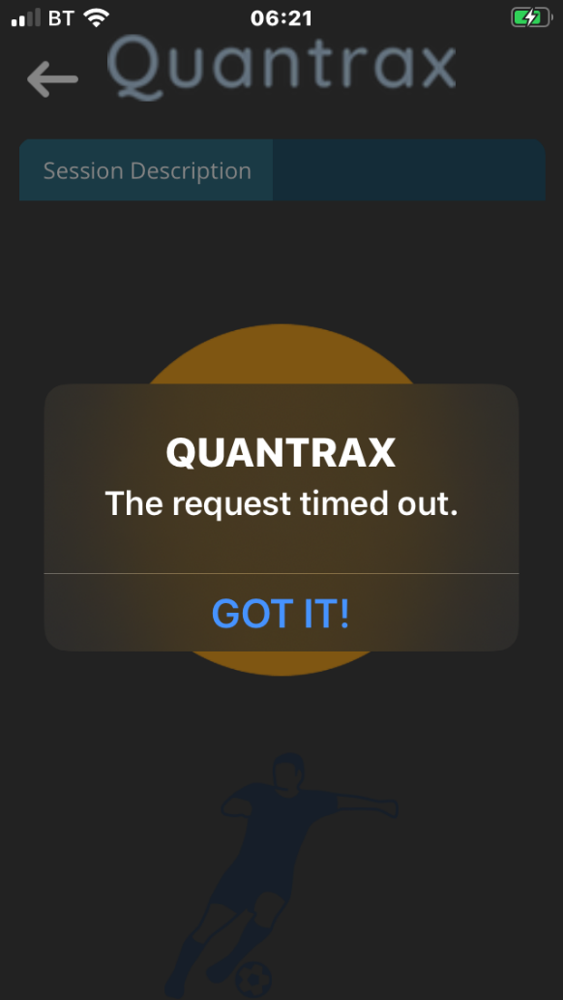 BT 06:21
Quantrax
Session Description
QUANTRAX
The request timed out.
GOT IT!